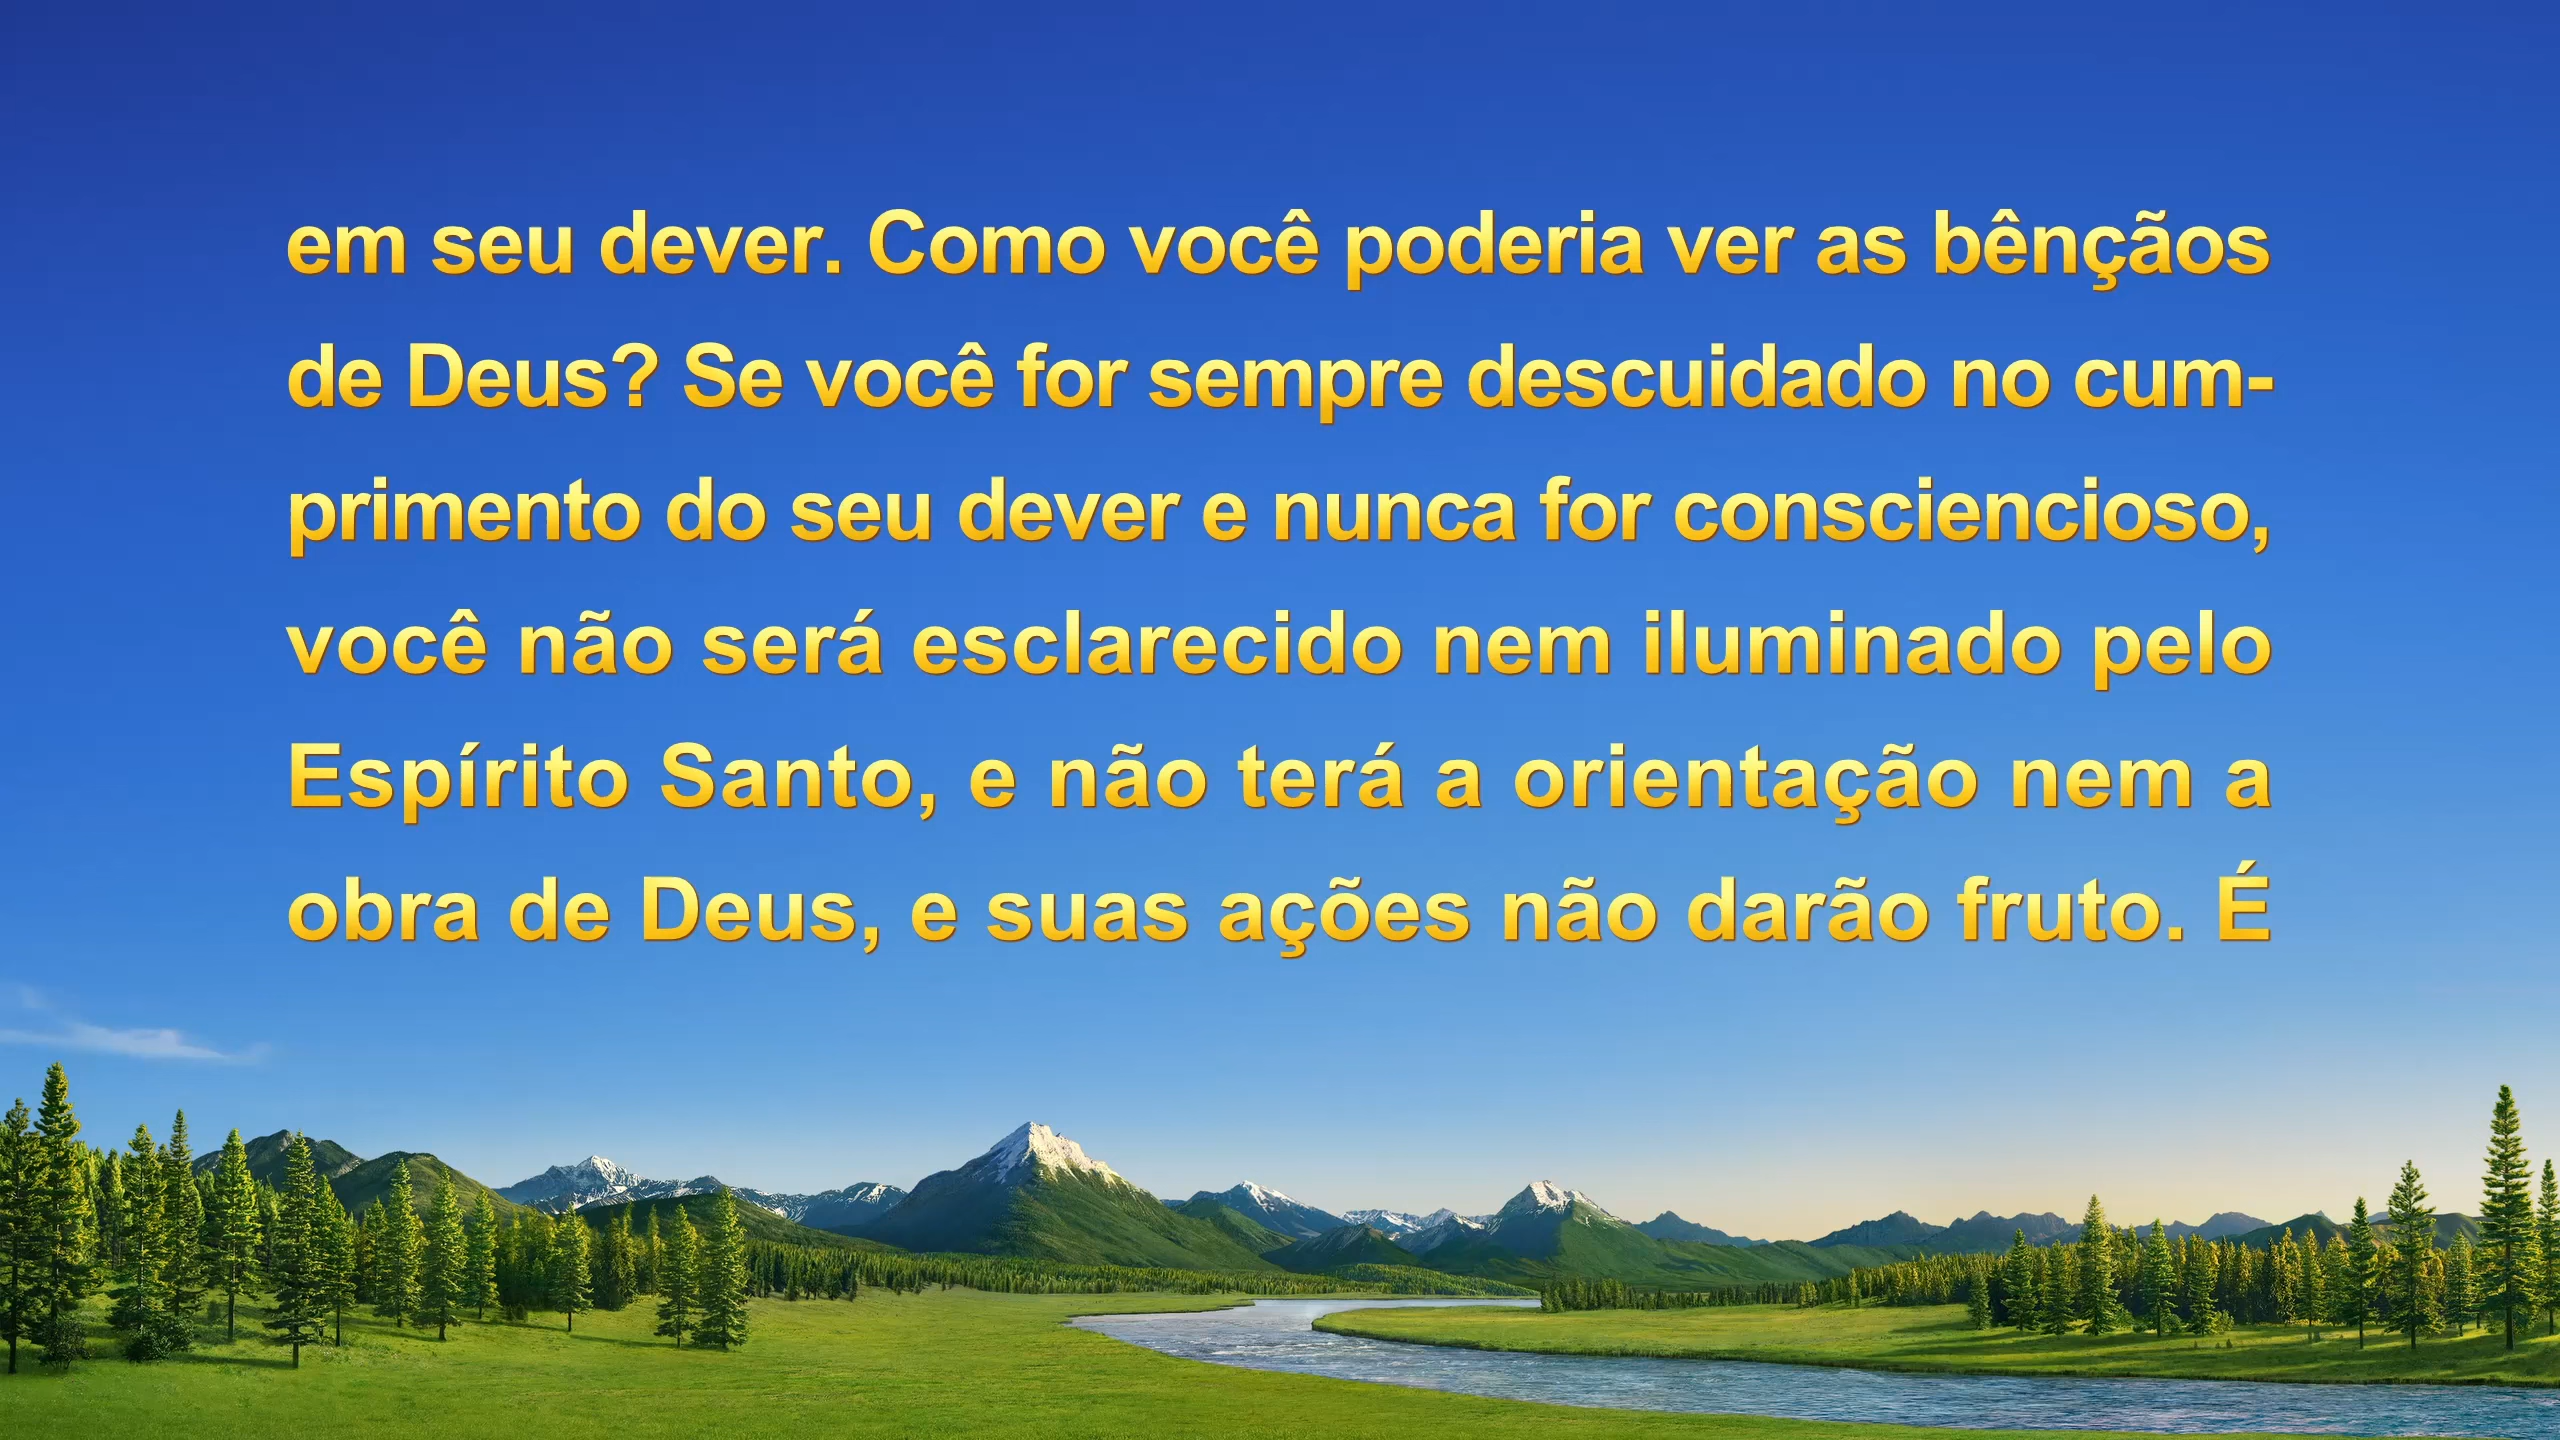 em seu dever. Como você poderia ver as bênçãos
de Deus? Se você for sempre descuidado no cum-
primento do seu dever e nunca for consciencioso,
você não será esclarecido nem iluminado pelo
Espírito Santo, e não terá a orientação nem a
obra de Deus, e suas ações não darão fruto. É